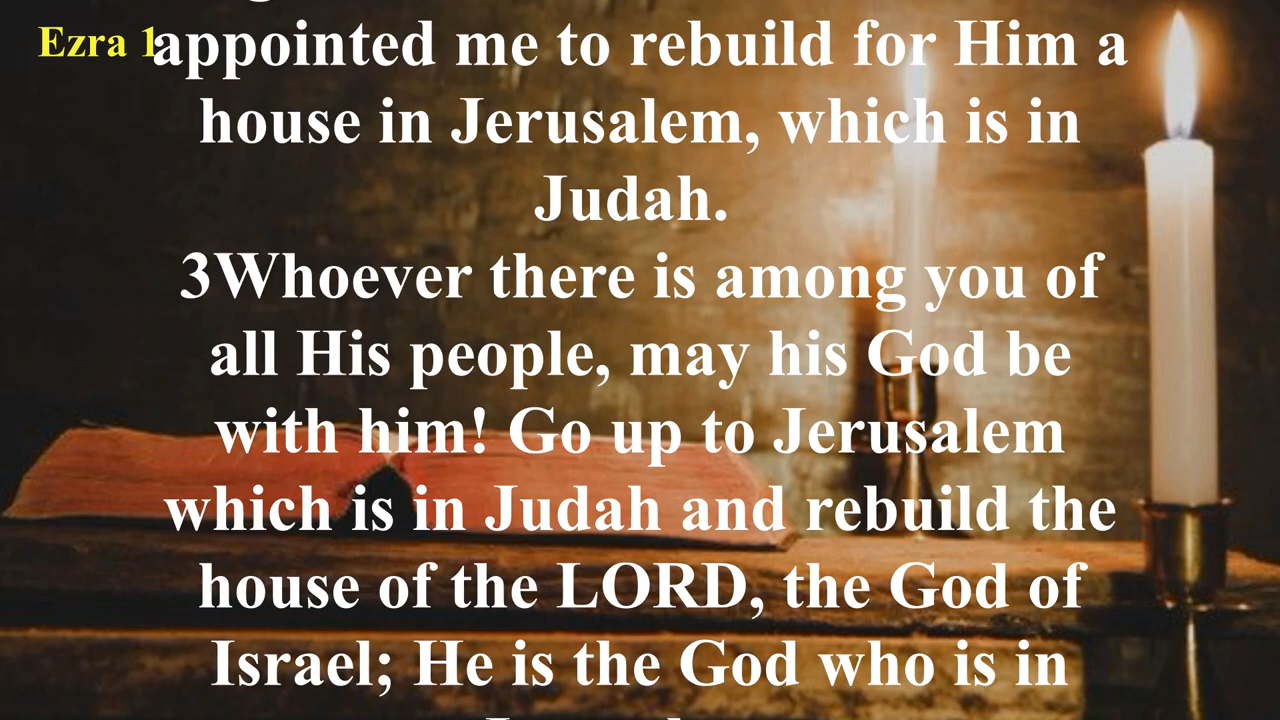 Ezra 1
appointed me to rebuild for Him a
house in Jerusalem, which is in
Judah.
3Whoever there is among you of
all His people, may his God be
with him! Go up to Jerusalem
which is in Judah and rebuild the
house of the LORD, the God of
Israel; He is the God who is in